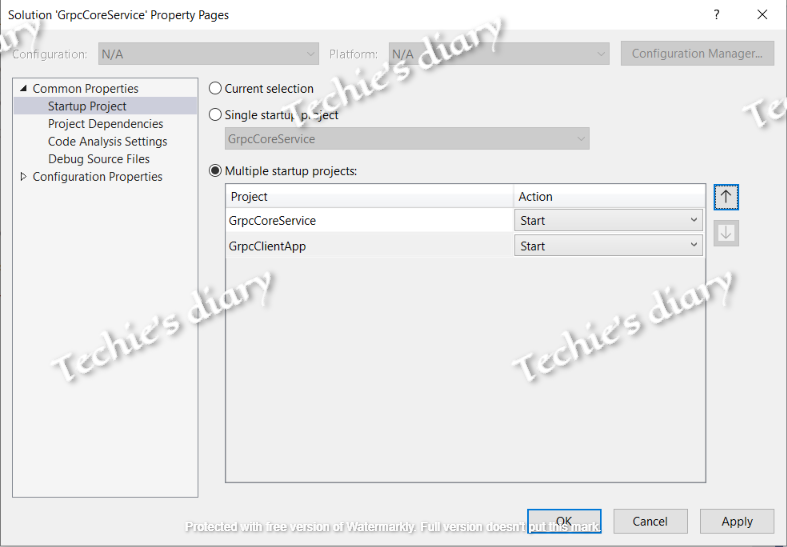 Solution 'GrpcCoreService' Property Pages
? 
Configuration: N/A Platform: N/A Configuration Manager...
Common Properties
Startup Project
Project Dependencies
Code Analysis Settings
Debug Source Files
Configuration Properties
Current selection
Single startup project
GrpcCoreService
Multiple startup projects:
Project Action
GrpcCoreService Start
GrpcClientApp Start
OK Cancel Apply
diary
Techie's diary
Te
Techie's diary
Techie's diary
Protected with free version of Watermarkly. Full version doesn't put this mark.